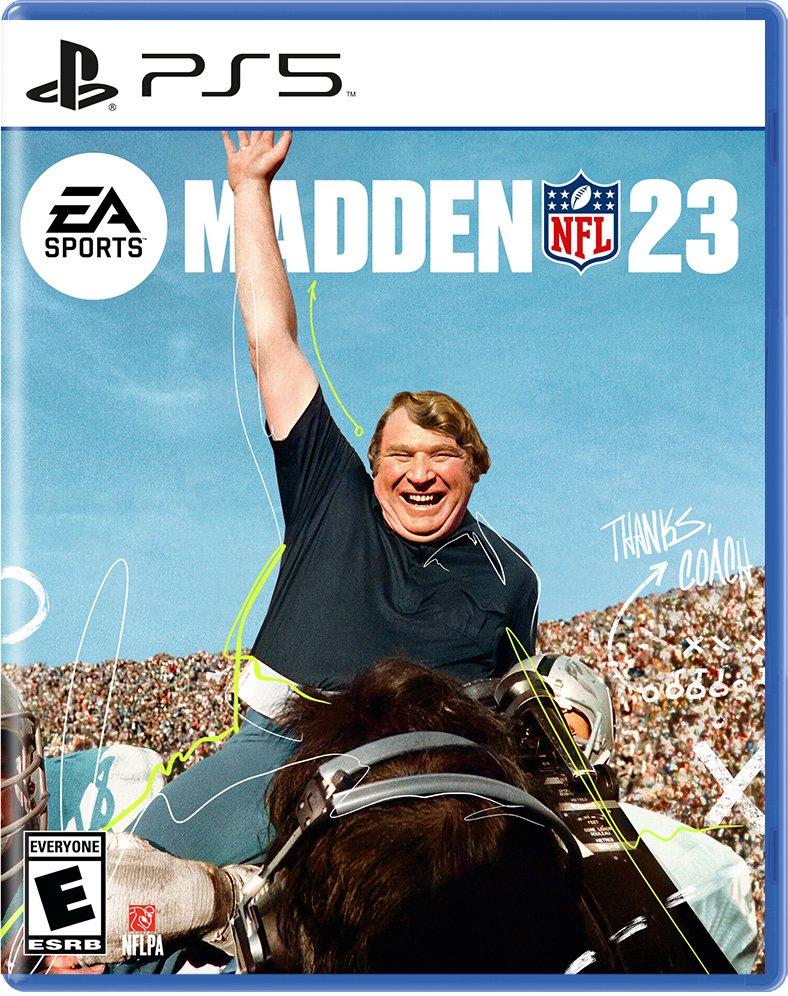 PS5
EA
SPORTS
MADDEN NFL 23
THANKS,
COACH
EVERYONE
E
ESRB
NFLPA